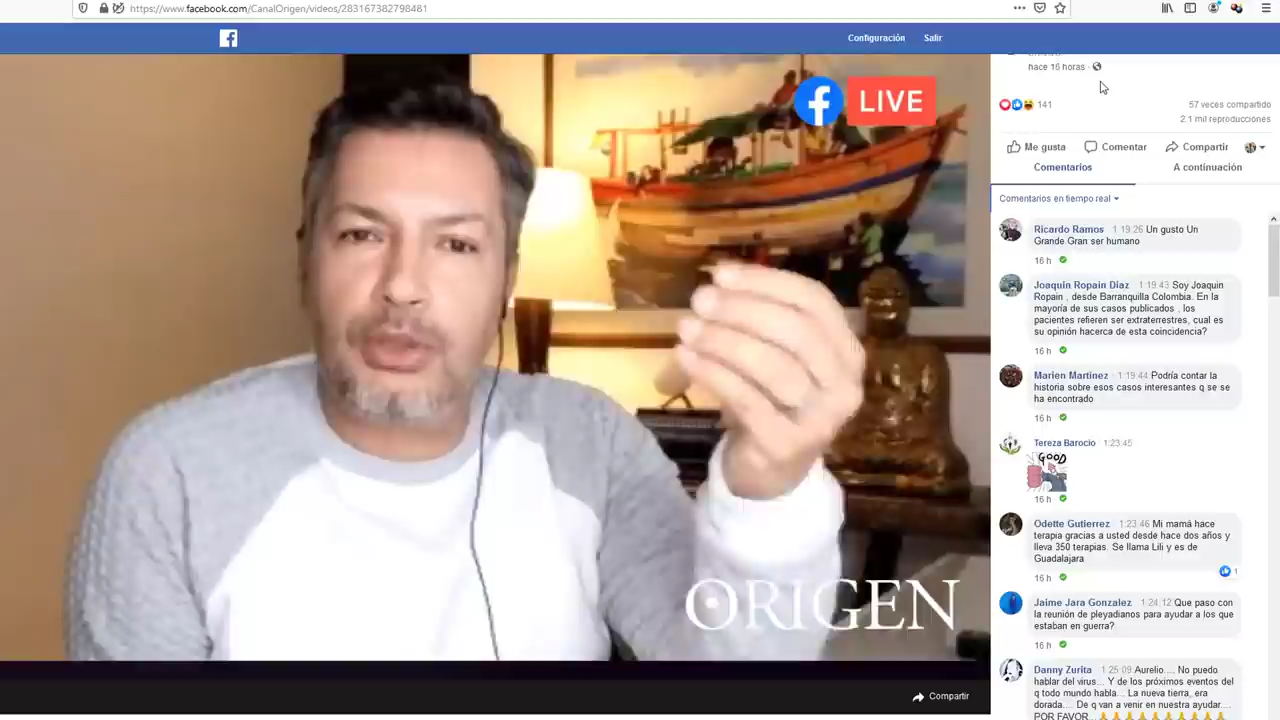 https://www.facebook.com/CanalOrigen/videos/283167382798481
Configuración
Salir
LIVE
ORIGEN
Compartir
hace 16 horas ·
141
57 veces compartido
2.1 mil reproducciones
Me gusta
Comentar
Compartir
Comentarios
A continuación
Comentarios en tiempo real
Ricardo Ramos · 1:19:26 Un gusto Un
Grande Gran ser humano
16 h
Joaquin Ropain Diaz · 1:19:43 Soy Joaquin
Ropain , desde Barranquilla Colombia. En la
mayoría de sus casos publicados , los
pacientes refieren ser extraterrestres, cual es
su opinión hacerca de esta coincidencia?
16 h
Marien Martínez · 1:19:44 Podría contar la
historia sobre esos casos interesantes q se se
ha encontrado
16 h
Tereza Barocio · 1:23:45
GOOD
16 h
Odette Gutierrez · 1:23:46 Mi mamá hace
terapia gracias a usted desde hace dos años y
lleva 350 terapias. Se llama Lili y es de
Guadalajara
1
16 h
Jaime Jara Gonzalez · 1:24:12 Que paso con
la reunión de pleyadianos para ayudar a los que
estaban en guerra?
16 h
Danny Zurita · 1:25:09 Aurelio.... No puedo
hablar del virus... Y de los próximos eventos del
q todo mundo habla... La nueva tierra, era
dorada.... De q van a venir en nuestra ayudar....
POR FAVOR....